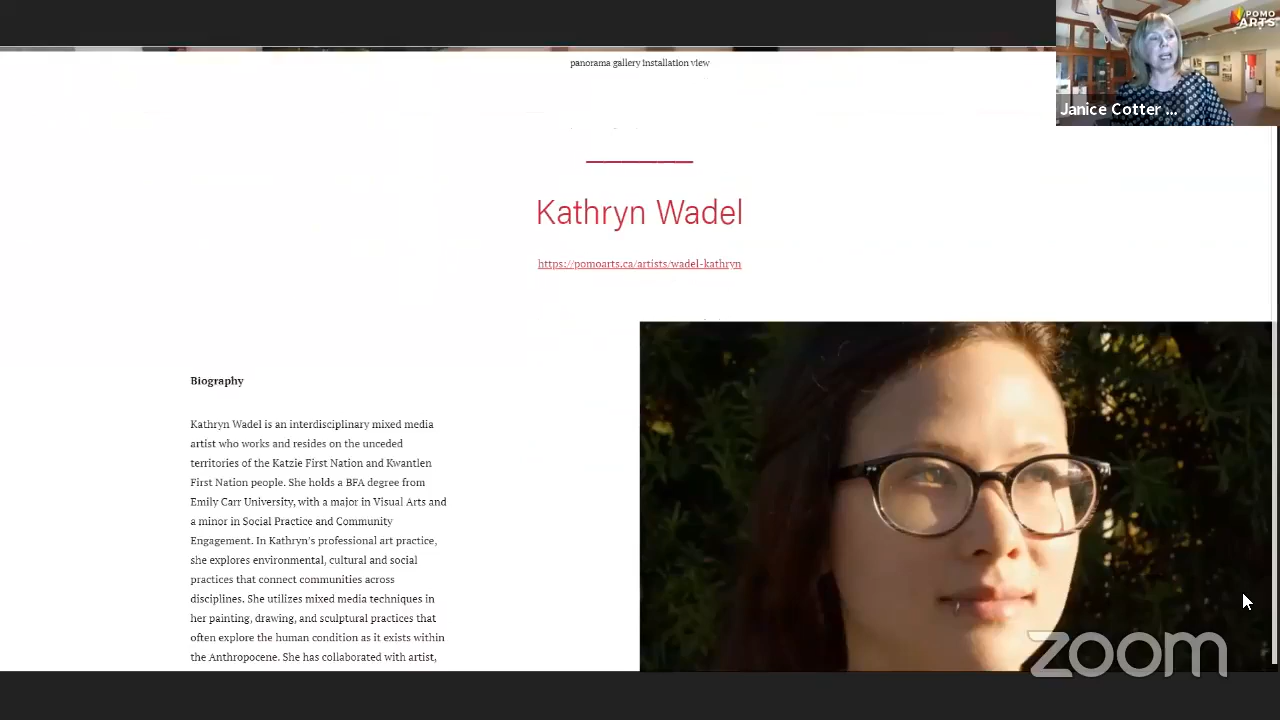 POMO
ARTS
Janice Cotter ...
panorama gallery installation view
Kathryn Wadel
https://pomoarts.ca/artists/wadel-kathryn
Biography
Kathryn Wadel is an interdisciplinary mixed media
artist who works and resides on the unceded
territories of the Katzie First Nation and Kwantlen
First Nation people. She holds a BFA degree from
Emily Carr University, with a major in Visual Arts and
a minor in Social Practice and Community
Engagement. In Kathryn's professional art practice,
she explores environmental, cultural and social
practices that connect communities across
disciplines. She utilizes mixed media techniques in
her painting, drawing, and sculptural practices that
often explore the human condition as it exists within
the Anthropocene. She has collaborated with artist,
zoom